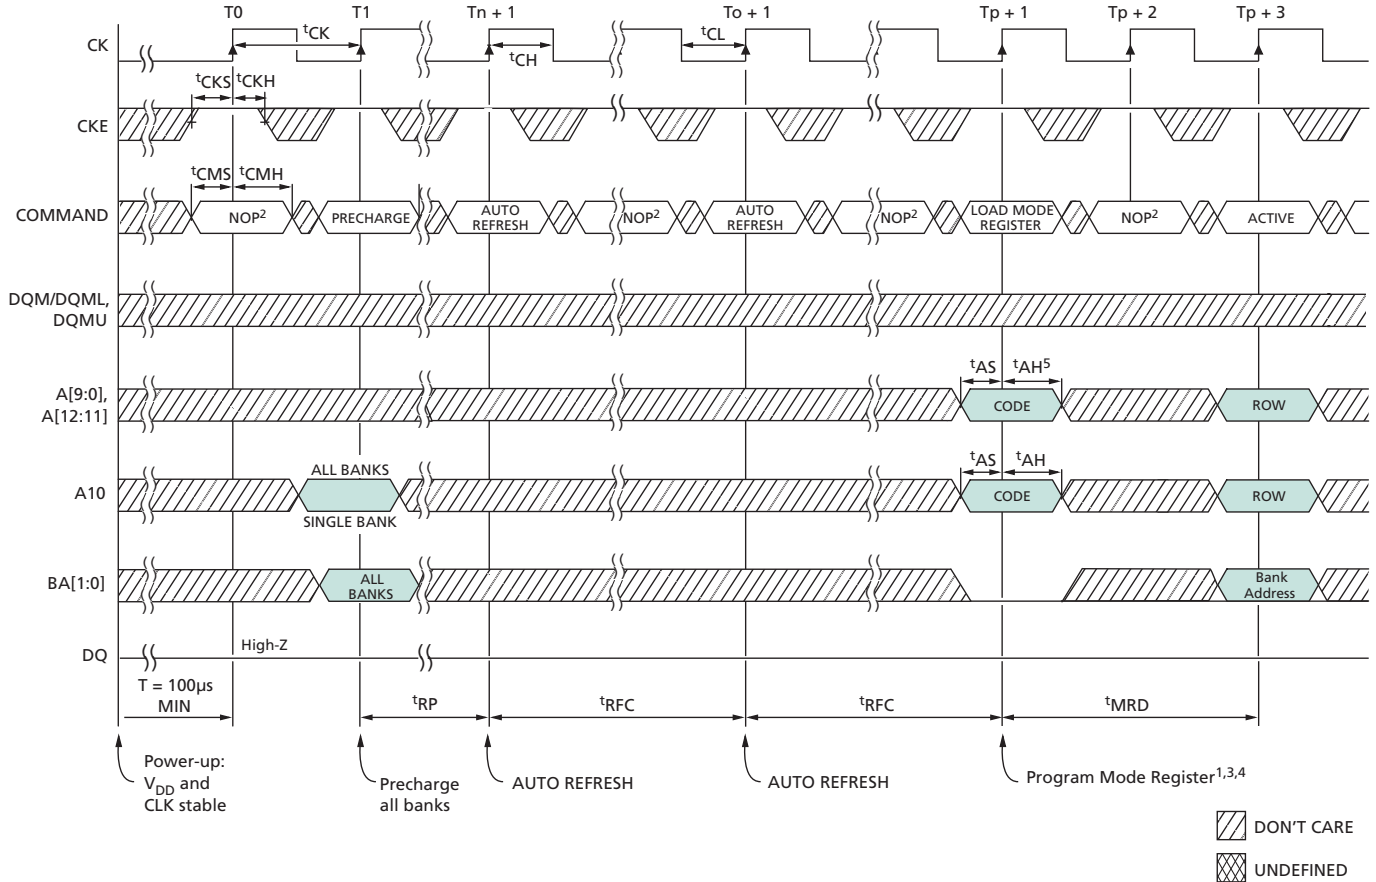 T0
T1
Tn + 1
To + 1
Tp + 1
Tp + 2
Tp + 3
CK
tCK
tCH
tCL
tCKS
tCKH
CKE
tCMS
tCMH
COMMAND
NOP2
PRECHARGE
AUTO
REFRESH
NOP2
AUTO
REFRESH
NOP2
LOAD MODE
REGISTER
NOP2
ACTIVE
DQM/DQML,
DQMU
tAS
tAH5
A[9:0],
A[12:11]
CODE
ROW
ALL BANKS
tAS
tAH
A10
CODE
ROW
SINGLE BANK
BA[1:0]
ALL
BANKS
Bank
Address
DQ
High-Z
T = 100µs
MIN
tRP
tRFC
tRFC
tMRD
Power-up:
VDD and
CLK stable
Precharge
all banks
AUTO REFRESH
AUTO REFRESH
Program Mode Register1,3,4
DON'T CARE
UNDEFINED